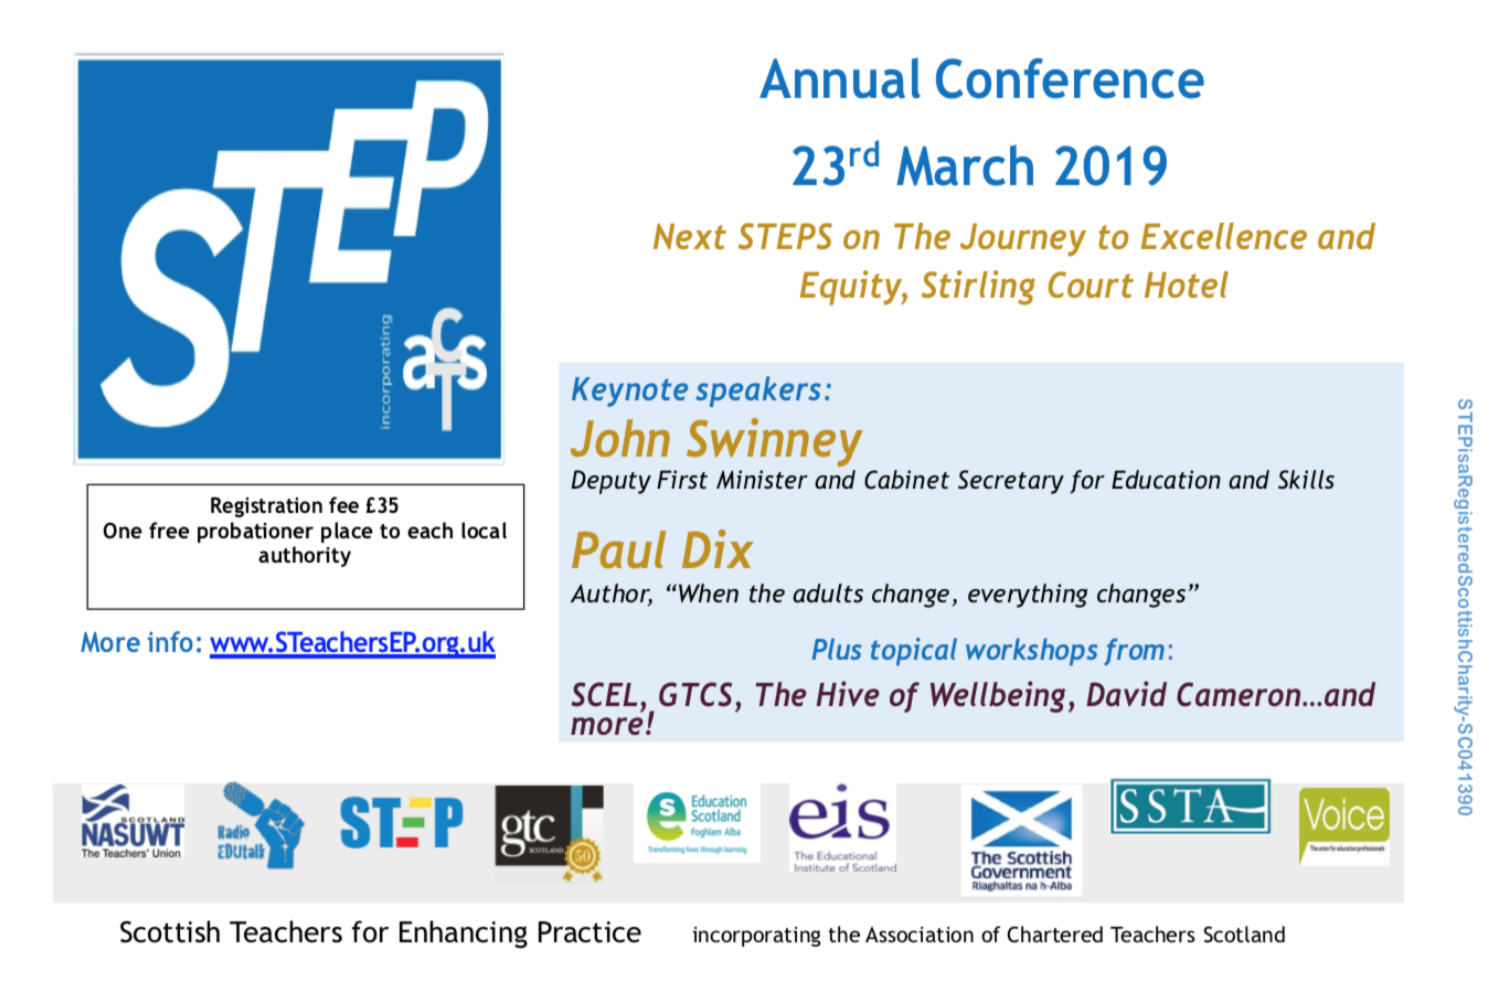 STEP
incorporating
acts
Annual Conference
23rd March 2019
Next STEPS on The Journey to Excellence and
Equity, Stirling Court Hotel
Registration fee £35
One free probationer place to each local
authority
More info: www.STeachersEP.org.uk
Keynote speakers:
John Swinney
Deputy First Minister and Cabinet Secretary for Education and Skills
Paul Dix
Author, “When the adults change, everything changes”
Plus topical workshops from:
SCEL, GTCS, The Hive of Wellbeing, David Cameron…and
more!
STEPisaRegisteredScottishCharity-SC041390
SCOTLAND
NASUWT
The Teachers' Union
Radio
EDUtalk
STEP
gtc
SCOTLAND
50
Education
Scotland
Foghlam Alba
Transforming lives through learning
eis
The Educational
Institute of Scotland
The Scottish
Government
Riaghaltas na h-Alba
SSTA
Voice
The union for education professionals
Scottish Teachers for Enhancing Practice
incorporating the Association of Chartered Teachers Scotland